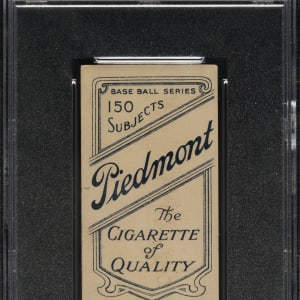 BASE BALL SERIES
150
SUBJECTS
Piedmont
The
CIGARETTE
of
QUALITY